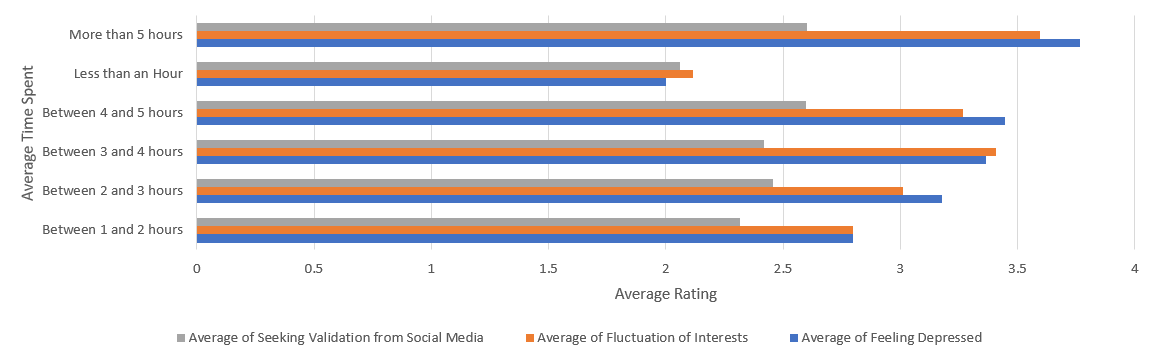 Average Time Spent
More than 5 hours
Less than an Hour
Between 4 and 5 hours
Between 3 and 4 hours
Between 2 and 3 hours
Between 1 and 2 hours
0 0.5 1 1.5 2 2.5 3 3.5 4
Average Rating
Average of Seeking Validation from Social Media Average of Fluctuation of Interests Average of Feeling Depressed